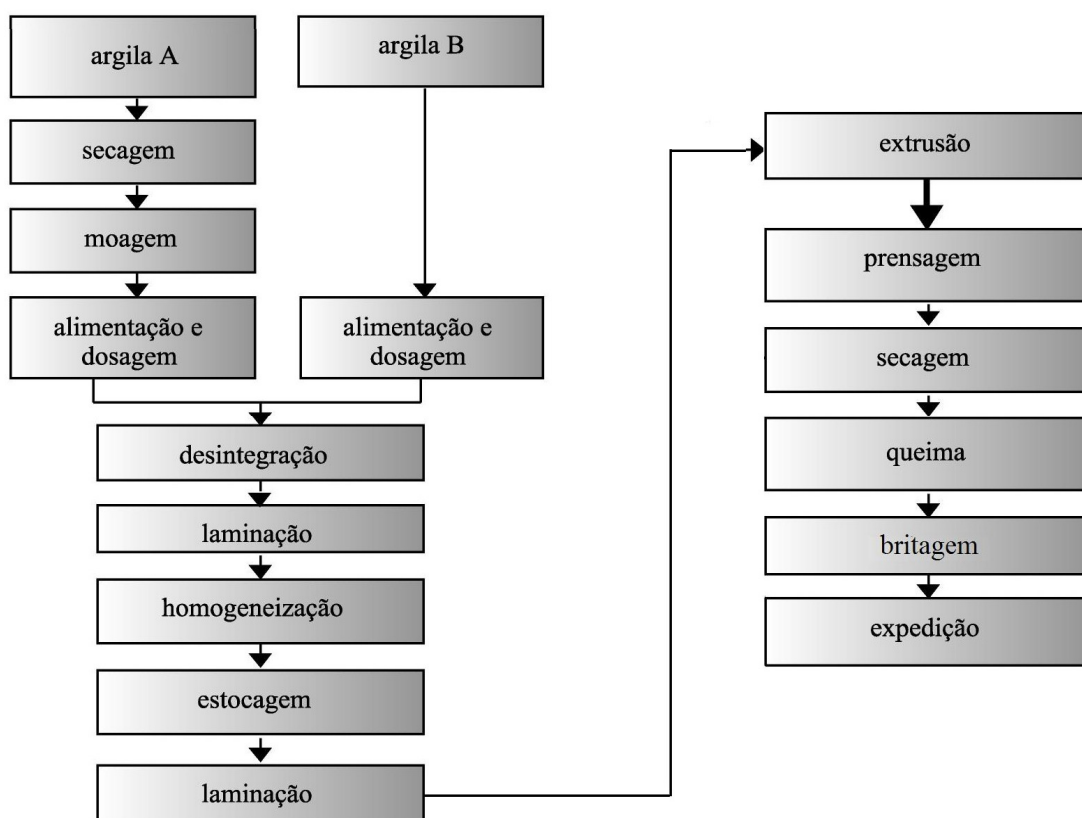 argila A
argila B
secagem
moagem
alimentação e
dosagem
alimentação e
dosagem
desintegração
laminação
homogeneização
estocagem
laminação
extrusão
prensagem
secagem
queima
britagem
expedição